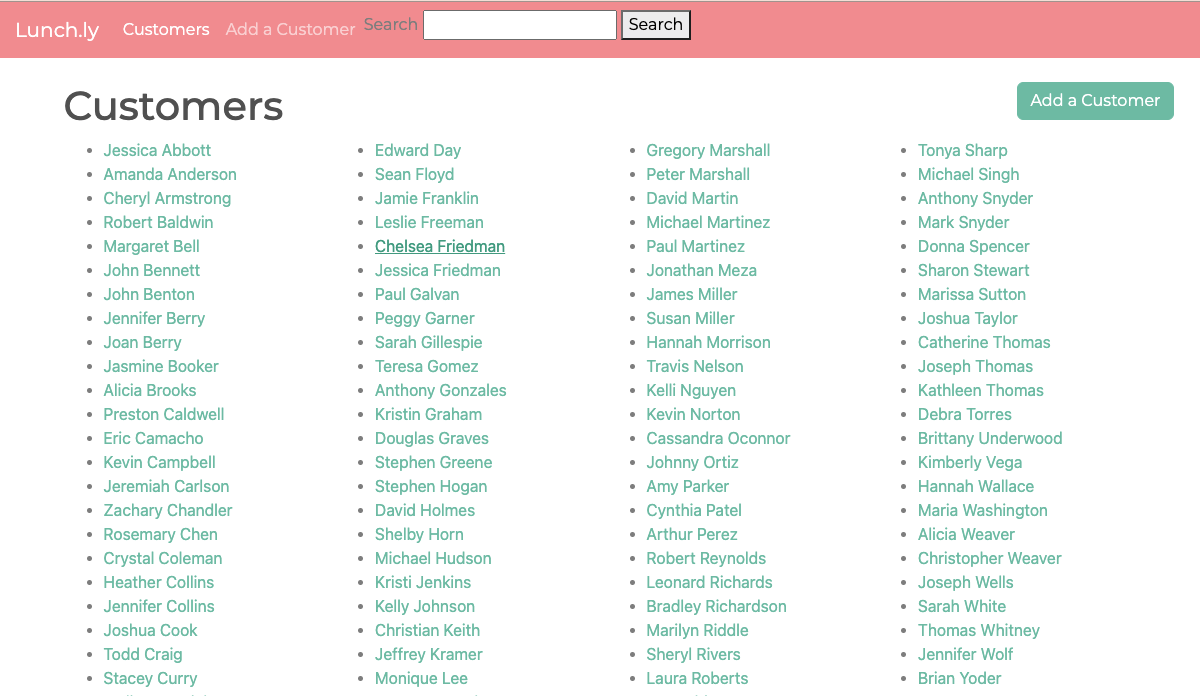 Lunch.ly Customers Add a Customer Search Search
Customers
Add a Customer
Jessica Abbott
Amanda Anderson
Cheryl Armstrong
Robert Baldwin
Margaret Bell
John Bennett
John Benton
Jennifer Berry
Joan Berry
Jasmine Booker
Alicia Brooks
Preston Caldwell
Eric Camacho
Kevin Campbell
Jeremiah Carlson
Zachary Chandler
Rosemary Chen
Crystal Coleman
Heather Collins
Jennifer Collins
Joshua Cook
Todd Craig
Stacey Curry
Edward Day
Sean Floyd
Jamie Franklin
Leslie Freeman
Chelsea Friedman
Jessica Friedman
Paul Galvan
Peggy Garner
Sarah Gillespie
Teresa Gomez
Anthony Gonzales
Kristin Graham
Douglas Graves
Stephen Greene
Stephen Hogan
David Holmes
Shelby Horn
Michael Hudson
Kristi Jenkins
Kelly Johnson
Christian Keith
Jeffrey Kramer
Monique Lee
Gregory Marshall
Peter Marshall
David Martin
Michael Martinez
Paul Martinez
Jonathan Meza
James Miller
Susan Miller
Hannah Morrison
Travis Nelson
Kelli Nguyen
Kevin Norton
Cassandra Oconnor
Johnny Ortiz
Amy Parker
Cynthia Patel
Arthur Perez
Robert Reynolds
Leonard Richards
Bradley Richardson
Marilyn Riddle
Sheryl Rivers
Laura Roberts
Tonya Sharp
Michael Singh
Anthony Snyder
Mark Snyder
Donna Spencer
Sharon Stewart
Marissa Sutton
Joshua Taylor
Catherine Thomas
Joseph Thomas
Kathleen Thomas
Debra Torres
Brittany Underwood
Kimberly Vega
Hannah Wallace
Maria Washington
Alicia Weaver
Christopher Weaver
Joseph Wells
Sarah White
Thomas Whitney
Jennifer Wolf
Brian Yoder